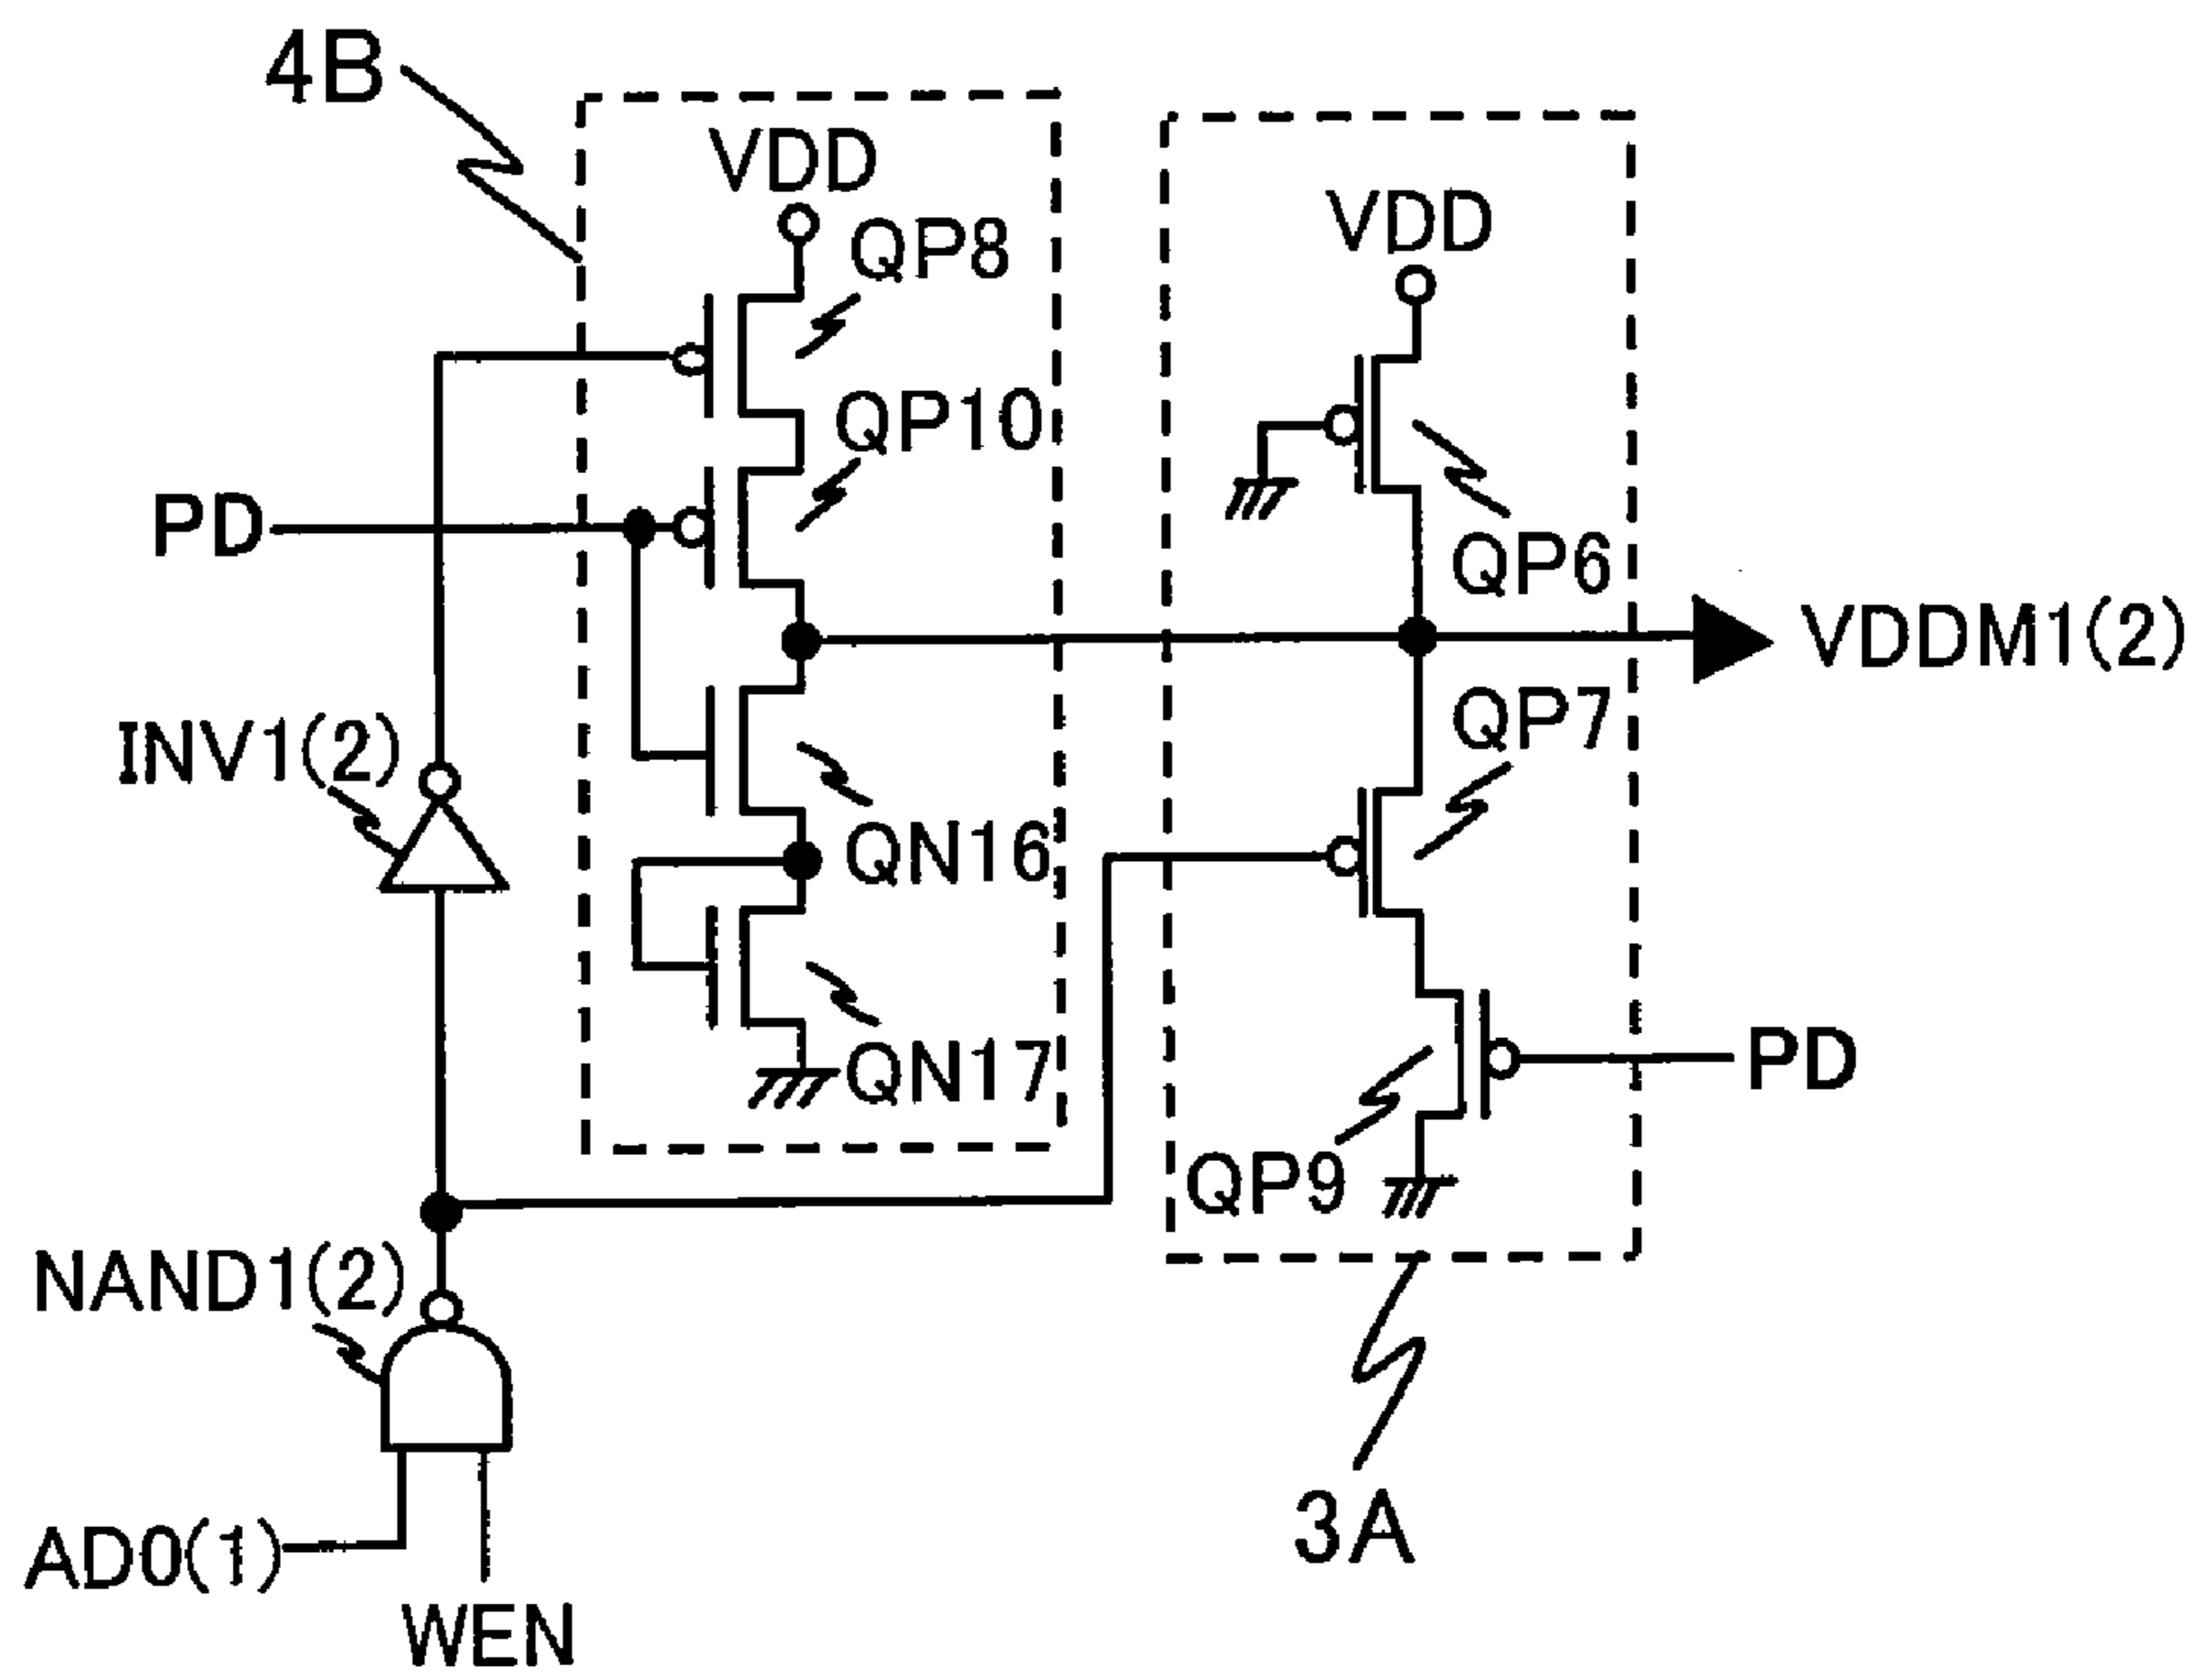 4B
VDD
QP8
VDD
QP10
PD
QP6
VDDM1(2)
QP7
INV1(2)
QN16
QN17
PD
QP9
NAND1(2)
3A
AD0(1)
WEN